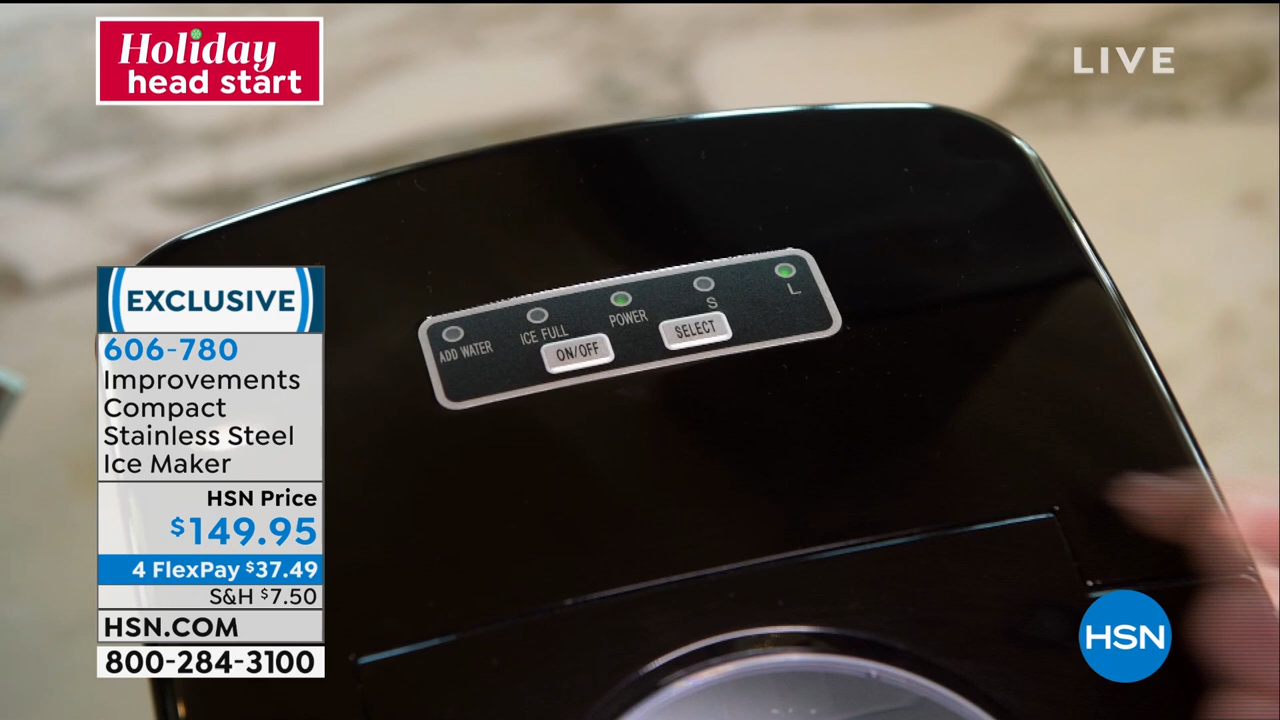 Holiday
head start
LIVE
EXCLUSIVE
606-780
Improvements
Compact
Stainless Steel
Ice Maker
HSN Price
$149.95
4 FlexPay $37.49
S&H $7.50
HSN.COM
800-284-3100
ADD WATER
ICE FULL
POWER
S
L
ON/OFF
SELECT
HSN